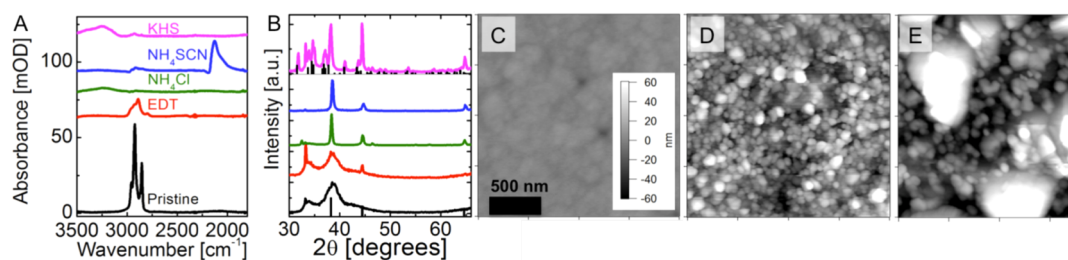 A
Absorbance [mOD]
100
50
0
KHS
NH₄SCN
NH₄Cl
EDT
Pristine
3500 3000 2500 2000
Wavenumber [cm⁻¹]
B
Intensity [a.u.]
30 40 50 60
2θ [degrees]
C
500 nm
60
40
20
0
-20
-40
-60
nm
D
E